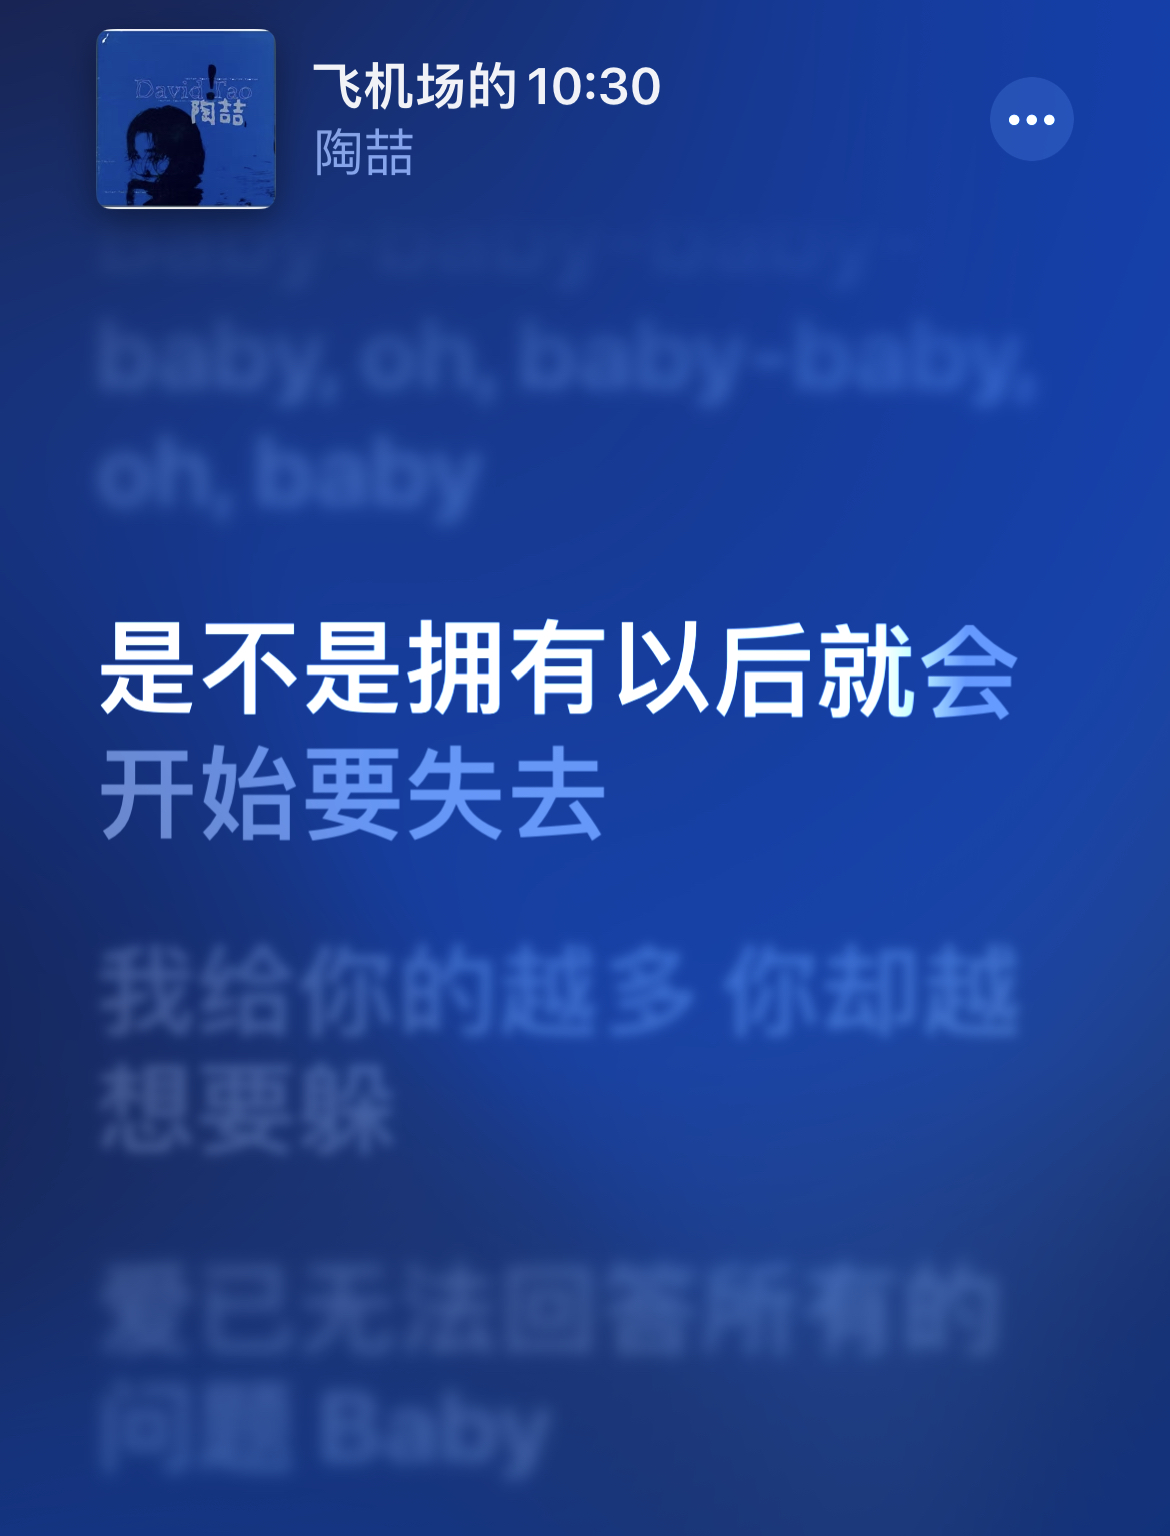 David Tao
陶喆
飞机场的10:30
陶喆
baby, oh, baby-baby,
oh, baby
是不是拥有以后就会
开始要失去
我给你的越多 你却越
想要躲
爱已无法回答所有的
问题 Baby